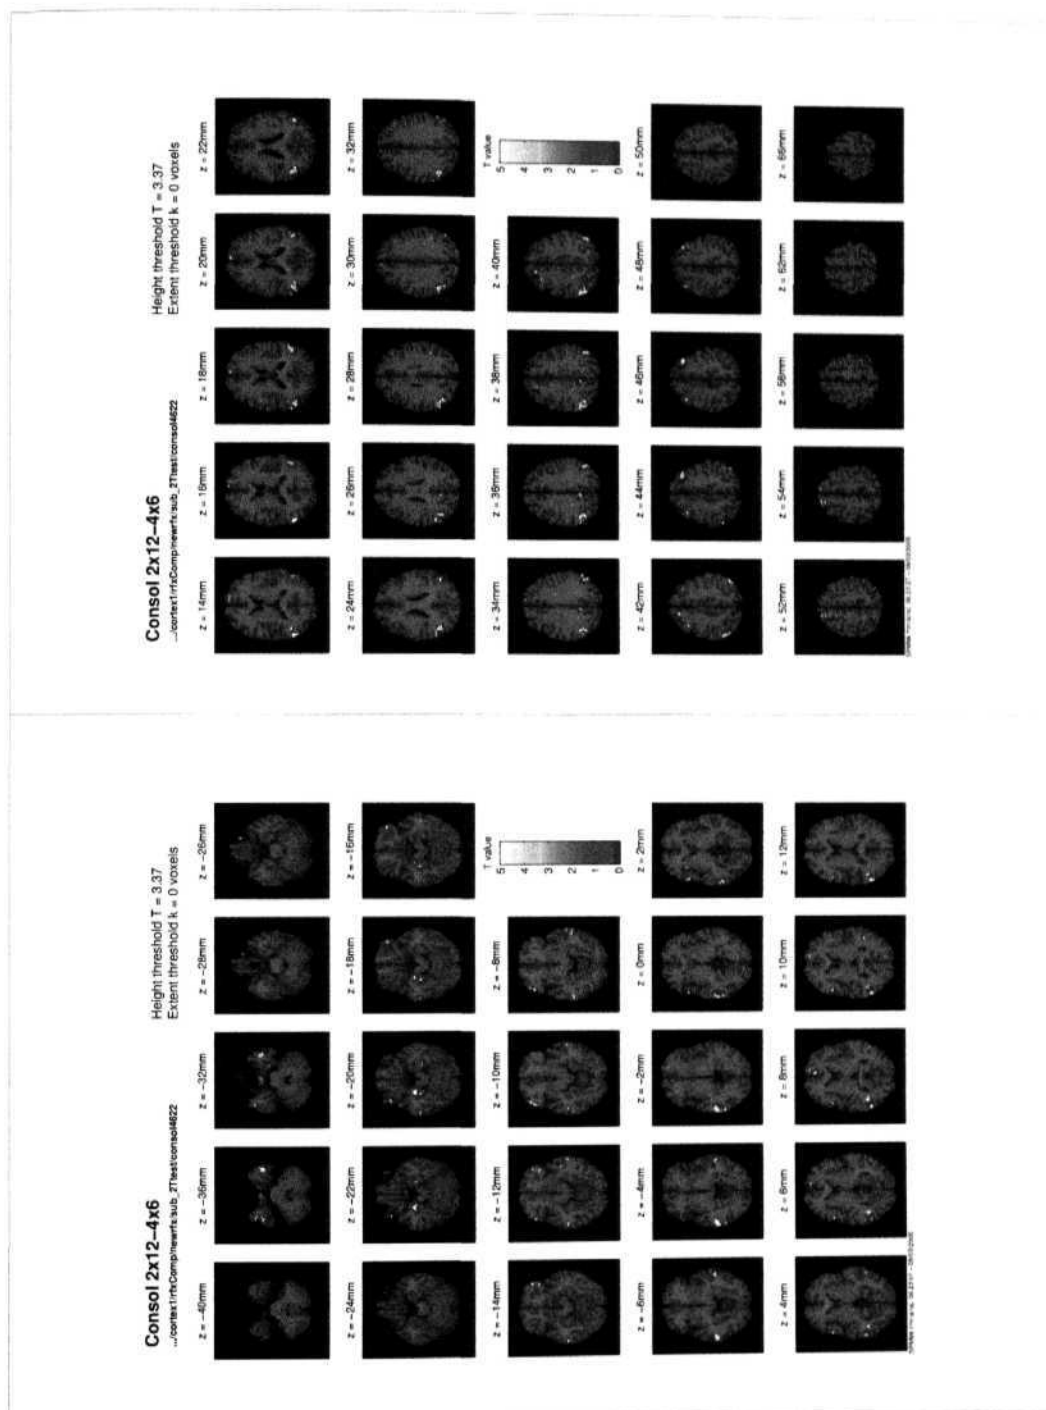 Consol 2x12−4x6
.../cortex1/rfxComp/newrfx/sub_2Ttest/consol4622
Height threshold T = 3.37
Extent threshold k = 0 voxels
z = 14mm
z = 16mm
z = 18mm
z = 20mm
z = 22mm
z = 24mm
z = 26mm
z = 28mm
z = 30mm
z = 32mm
z = 34mm
z = 36mm
z = 38mm
z = 40mm
T value
5
4
3
2
1
0
z = 42mm
z = 44mm
z = 46mm
z = 48mm
z = 50mm
z = 52mm
z = 54mm
z = 58mm
z = 62mm
z = 66mm
Consol 2x12−4x6
.../cortex1/rfxComp/newrfx/sub_2Ttest/consol4622
Height threshold T = 3.37
Extent threshold k = 0 voxels
z = −40mm
z = −36mm
z = −32mm
z = −28mm
z = −26mm
z = −24mm
z = −22mm
z = −20mm
z = −18mm
z = −16mm
z = −14mm
z = −12mm
z = −10mm
z = −8mm
T value
5
4
3
2
1
0
z = −6mm
z = −4mm
z = −2mm
z = 0mm
z = 2mm
z = 4mm
z = 6mm
z = 8mm
z = 10mm
z = 12mm